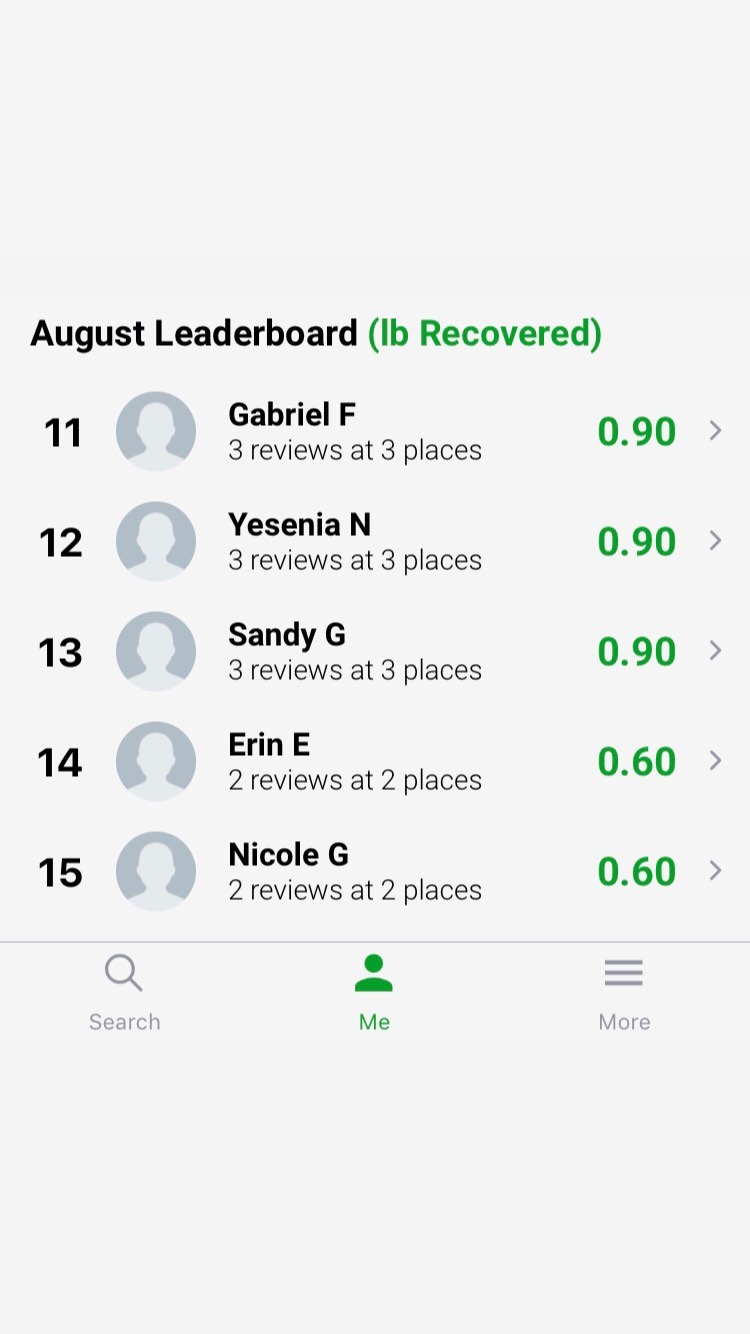 August Leaderboard (lb Recovered)
11
Gabriel F
3 reviews at 3 places
0.90
12
Yesenia N
3 reviews at 3 places
0.90
13
Sandy G
3 reviews at 3 places
0.90
14
Erin E
2 reviews at 2 places
0.60
15
Nicole G
2 reviews at 2 places
0.60
Search
Me
More